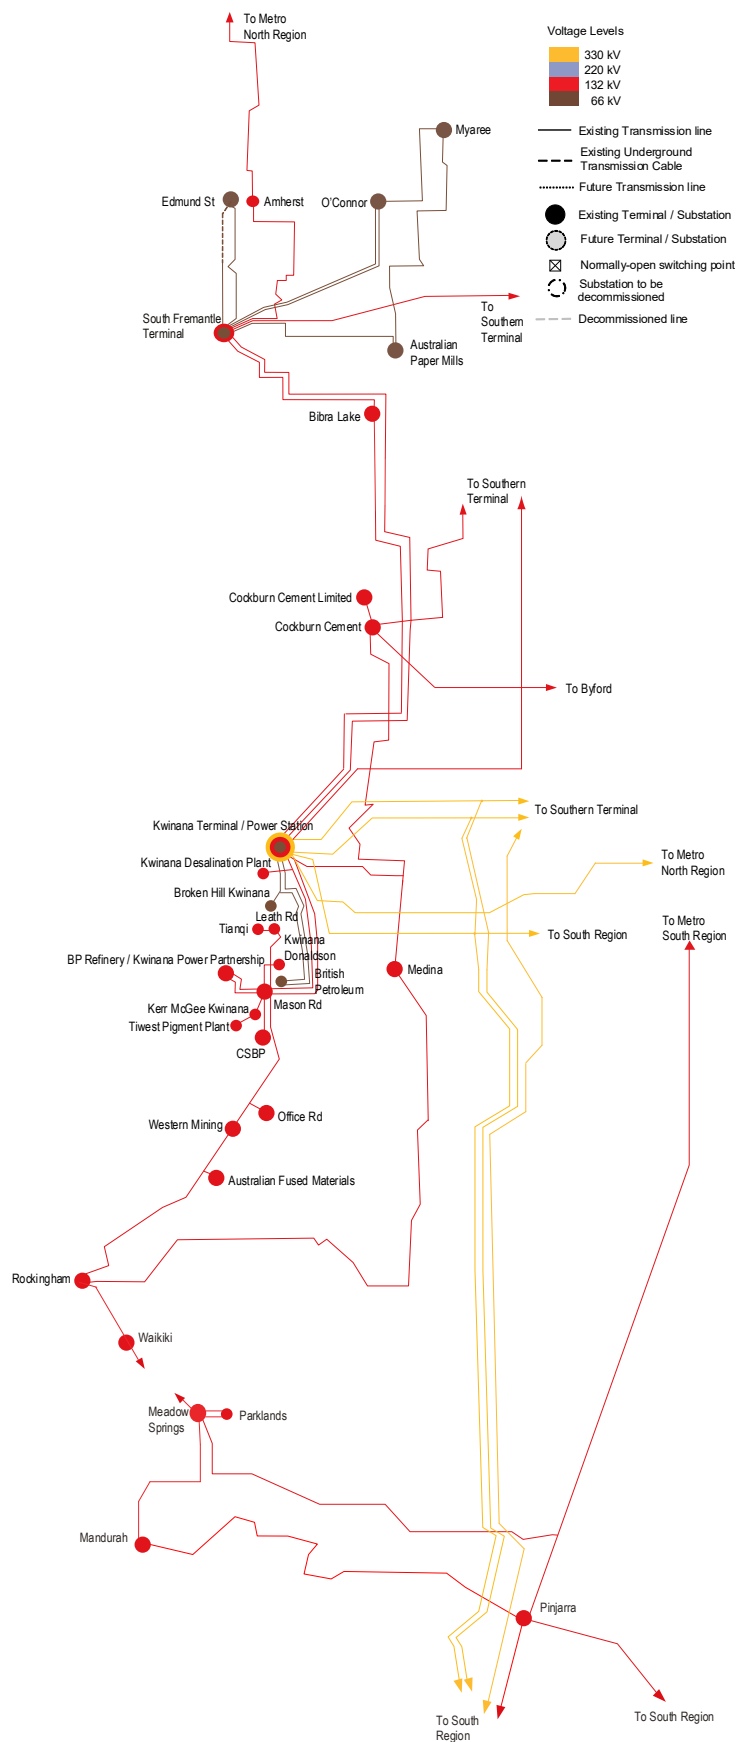 To Metro
North Region
Voltage Levels
330 kV
220 kV
132 kV
66 kV
Existing Transmission line
Existing Underground
Transmission Cable
Future Transmission line
Existing Terminal / Substation
Future Terminal / Substation
Normally-open switching point
Substation to be
decommissioned
Decommissioned line
Myaree
Edmund St
Amherst
O'Connor
South Fremantle
Terminal
To
Southern
Terminal
Australian
Paper Mills
Bibra Lake
To Southern
Terminal
Cockburn Cement Limited
Cockburn Cement
To Byford
To Southern Terminal
Kwinana Terminal / Power Station
Kwinana Desalination Plant
To Metro
North Region
Broken Hill Kwinana
Leath Rd
Tianqi
Kwinana
Donaldson
To South Region
To Metro
South Region
BP Refinery / Kwinana Power Partnership
British
Petroleum
Medina
Mason Rd
Kerr McGee Kwinana
Tiwest Pigment Plant
CSBP
Office Rd
Western Mining
Australian Fused Materials
Rockingham
Waikiki
Meadow
Springs
Parklands
Mandurah
Pinjarra
To South
Region
To South Region